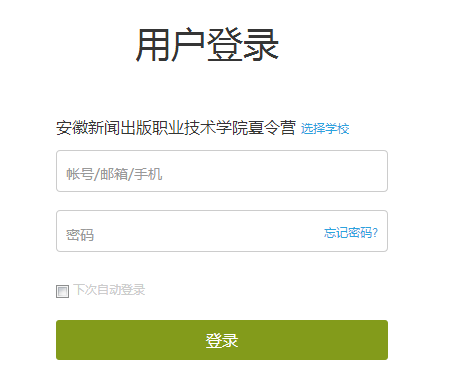 用户登录
安徽新闻出版职业技术学院夏令营 选择学校
帐号/邮箱/手机
密码 忘记密码?
下次自动登录
登录